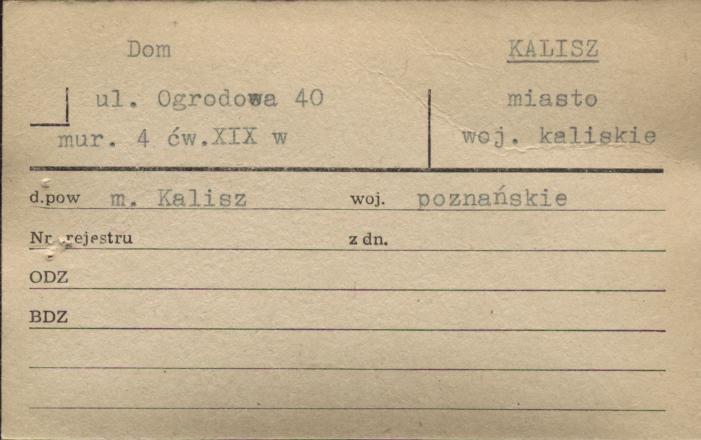 Dom
ul. Ogrodowa 40
mur. 4 ćw.XIX w
KALISZ
miasto
woj. kaliskie
d.pow m. Kalisz woj. poznańskie
Nr rejestru z dn.
ODZ
BDZ